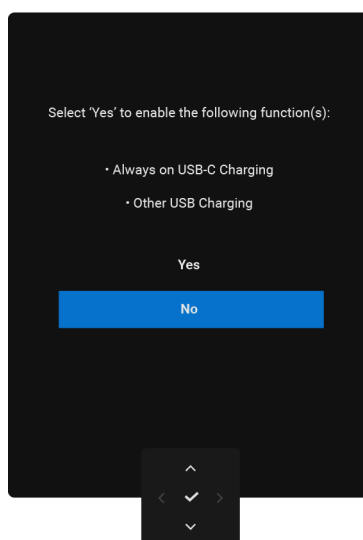 Select ‘Yes’ to enable the following function(s):
• Always on USB-C Charging
• Other USB Charging
Yes
No